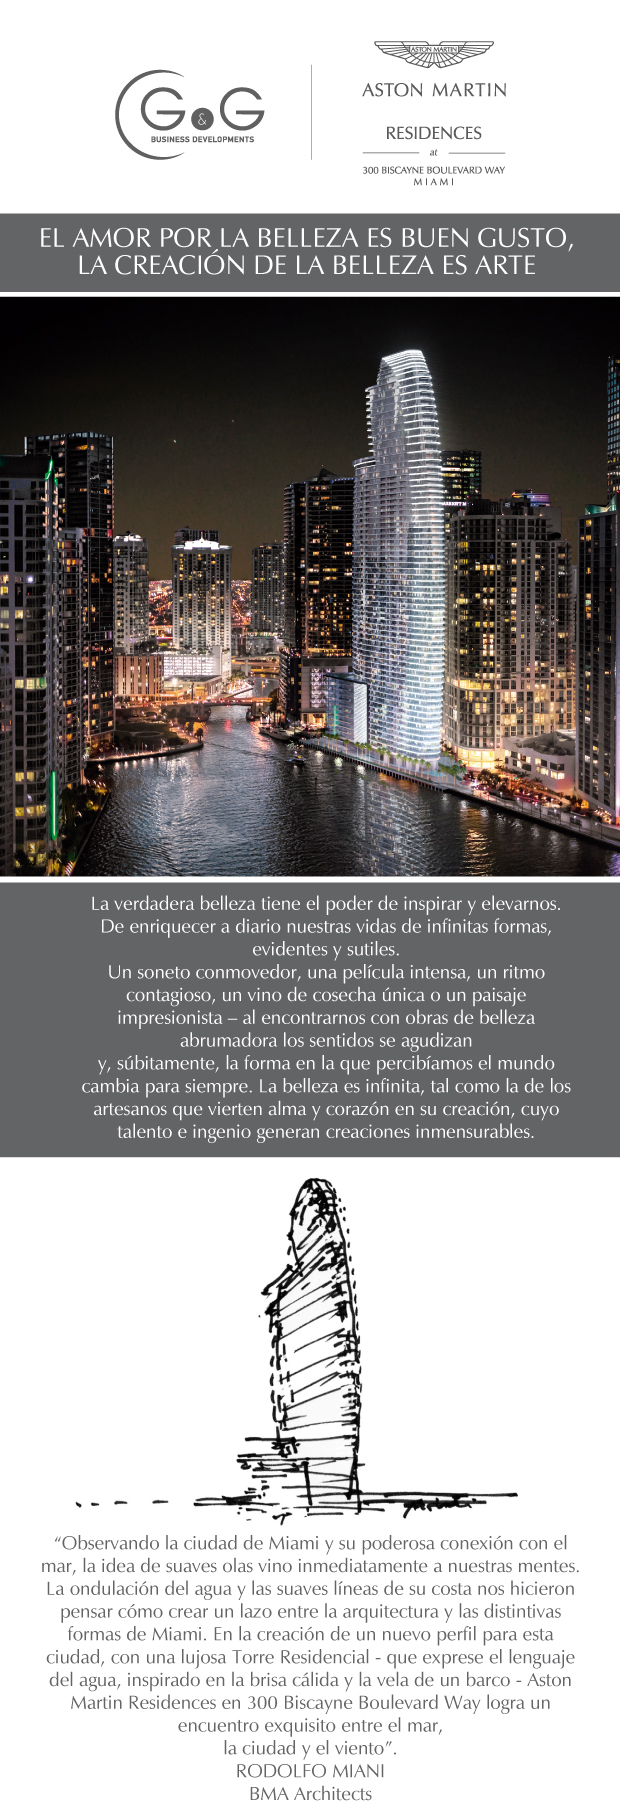 G&G
BUSINESS DEVELOPMENTS
ASTON MARTIN
ASTON MARTIN
RESIDENCES
at
300 BISCAYNE BOULEVARD WAY
MIAMI
EL AMOR POR LA BELLEZA ES BUEN GUSTO,
LA CREACIÓN DE LA BELLEZA ES ARTE
La verdadera belleza tiene el poder de inspirar y elevarnos.
De enriquecer a diario nuestras vidas de infinitas formas,
evidentes y sutiles.
Un soneto conmovedor, una película intensa, un ritmo
contagioso, un vino de cosecha única o un paisaje
impresionista – al encontrarnos con obras de belleza
abrumadora los sentidos se agudizan
y, súbitamente, la forma en la que percibíamos el mundo
cambia para siempre. La belleza es infinita, tal como la de los
artesanos que vierten alma y corazón en su creación, cuyo
talento e ingenio generan creaciones inmensurables.
“Observando la ciudad de Miami y su poderosa conexión con el
mar, la idea de suaves olas vino inmediatamente a nuestras mentes.
La ondulación del agua y las suaves líneas de su costa nos hicieron
pensar cómo crear un lazo entre la arquitectura y las distintivas
formas de Miami. En la creación de un nuevo perfil para esta
ciudad, con una lujosa Torre Residencial - que exprese el lenguaje
del agua, inspirado en la brisa cálida y la vela de un barco - Aston
Martin Residences en 300 Biscayne Boulevard Way logra un
encuentro exquisito entre el mar,
la ciudad y el viento”.
RODOLFO MIANI
BMA Architects